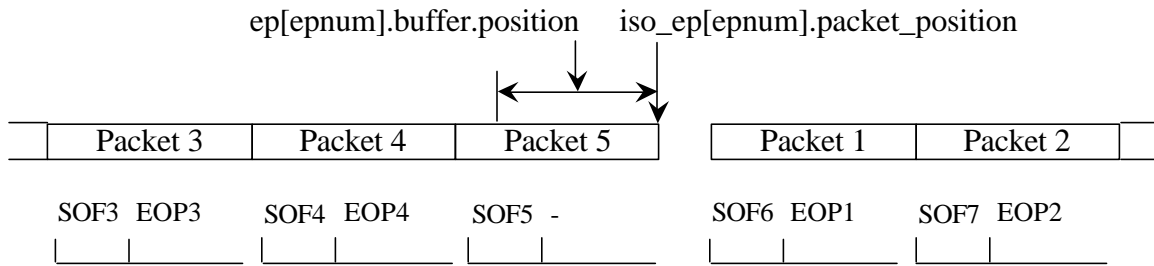 ep[epnum].buffer.position iso_ep[epnum].packet_position
Packet 3 Packet 4 Packet 5 Packet 1 Packet 2
SOF3 EOP3 SOF4 EOP4 SOF5 - SOF6 EOP1 SOF7 EOP2